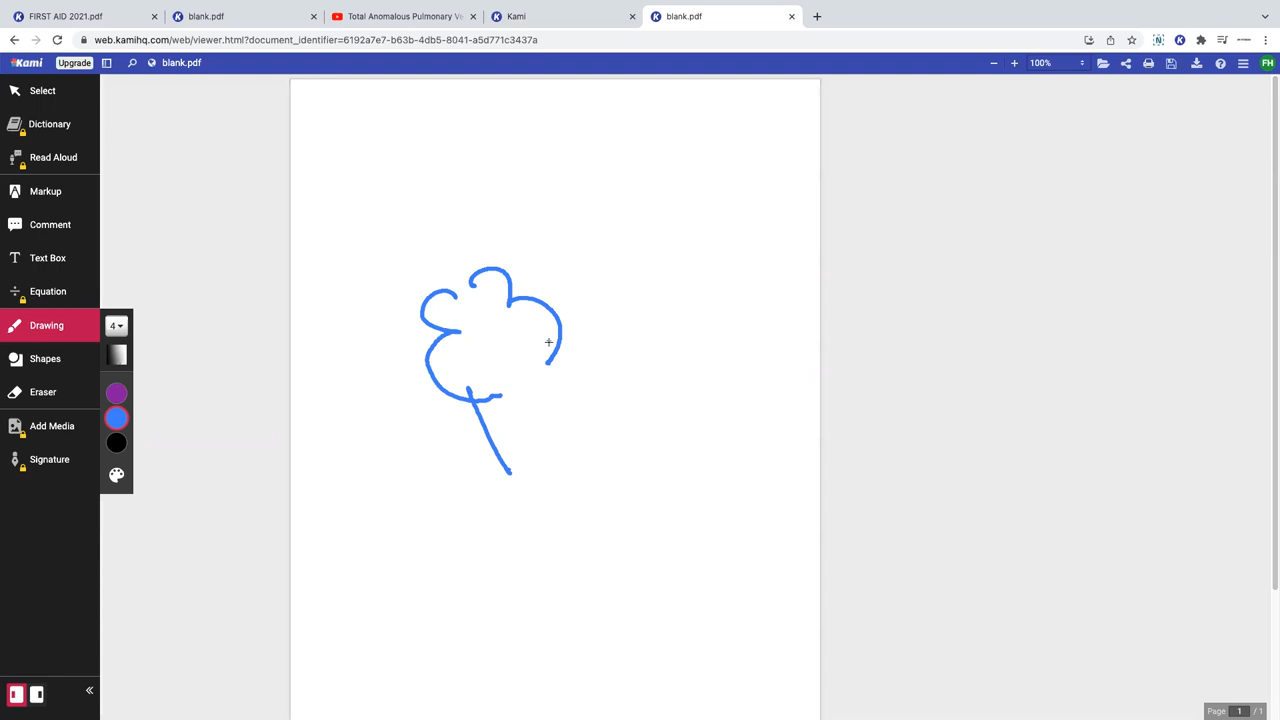 FIRST AID 2021.pdf
blank.pdf
Total Anomalous Pulmonary Ve
Kami
blank.pdf
web.kamihq.com/web/viewer.html?document_identifier=6192a7e7-b63b-4db5-8041-a5d771c3437a
Kami Upgrade blank.pdf 100% FH
Select
Dictionary
Read Aloud
Markup
Comment
Text Box
Equation
Drawing
4
Shapes
Eraser
Add Media
Signature
Page: 1 / 1